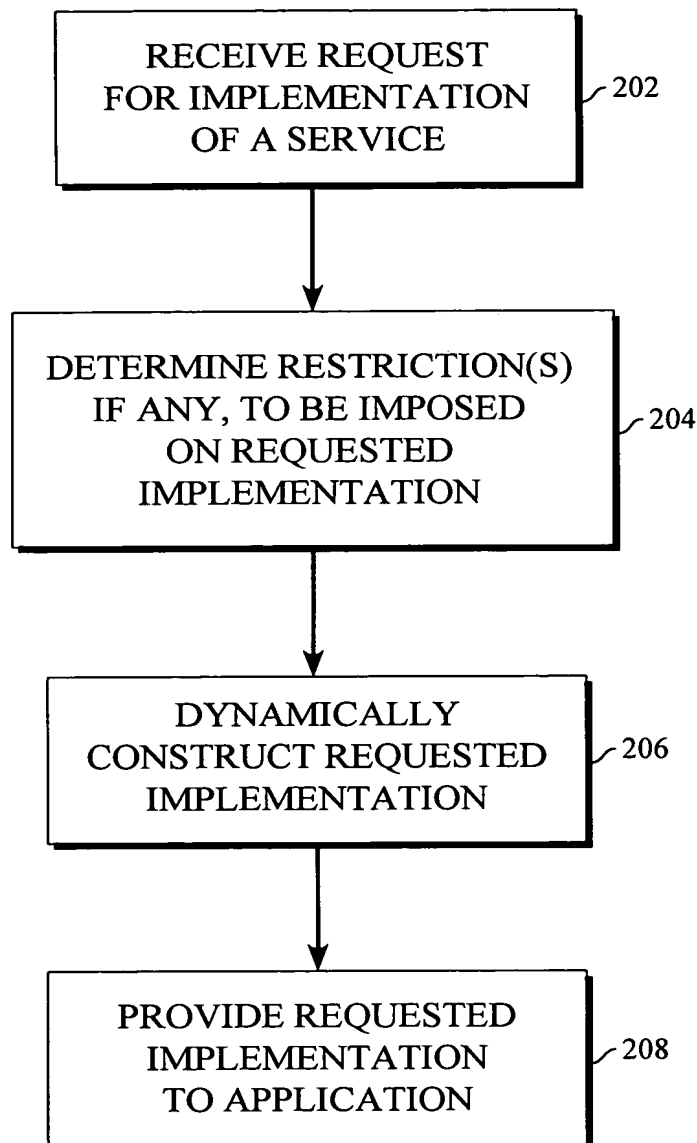 RECEIVE REQUEST
FOR IMPLEMENTATION
OF A SERVICE
202
DETERMINE RESTRICTION(S)
IF ANY, TO BE IMPOSED
ON REQUESTED
IMPLEMENTATION
204
DYNAMICALLY
CONSTRUCT REQUESTED
IMPLEMENTATION
206
PROVIDE REQUESTED
IMPLEMENTATION
TO APPLICATION
208